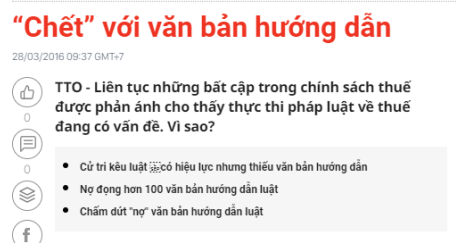 “Chết” với văn bản hướng dẫn
28/03/2016 09:37 GMT+7
TTO - Liên tục những bất cập trong chính sách thuế
được phản ánh cho thấy thực thi pháp luật về thuế
đang có vấn đề. Vì sao?
0
• Cử tri kêu luật có hiệu lực nhưng thiếu văn bản hướng dẫn
0
• Nợ đọng hơn 100 văn bản hướng dẫn luật
• Chấm dứt "nợ" văn bản hướng dẫn luật